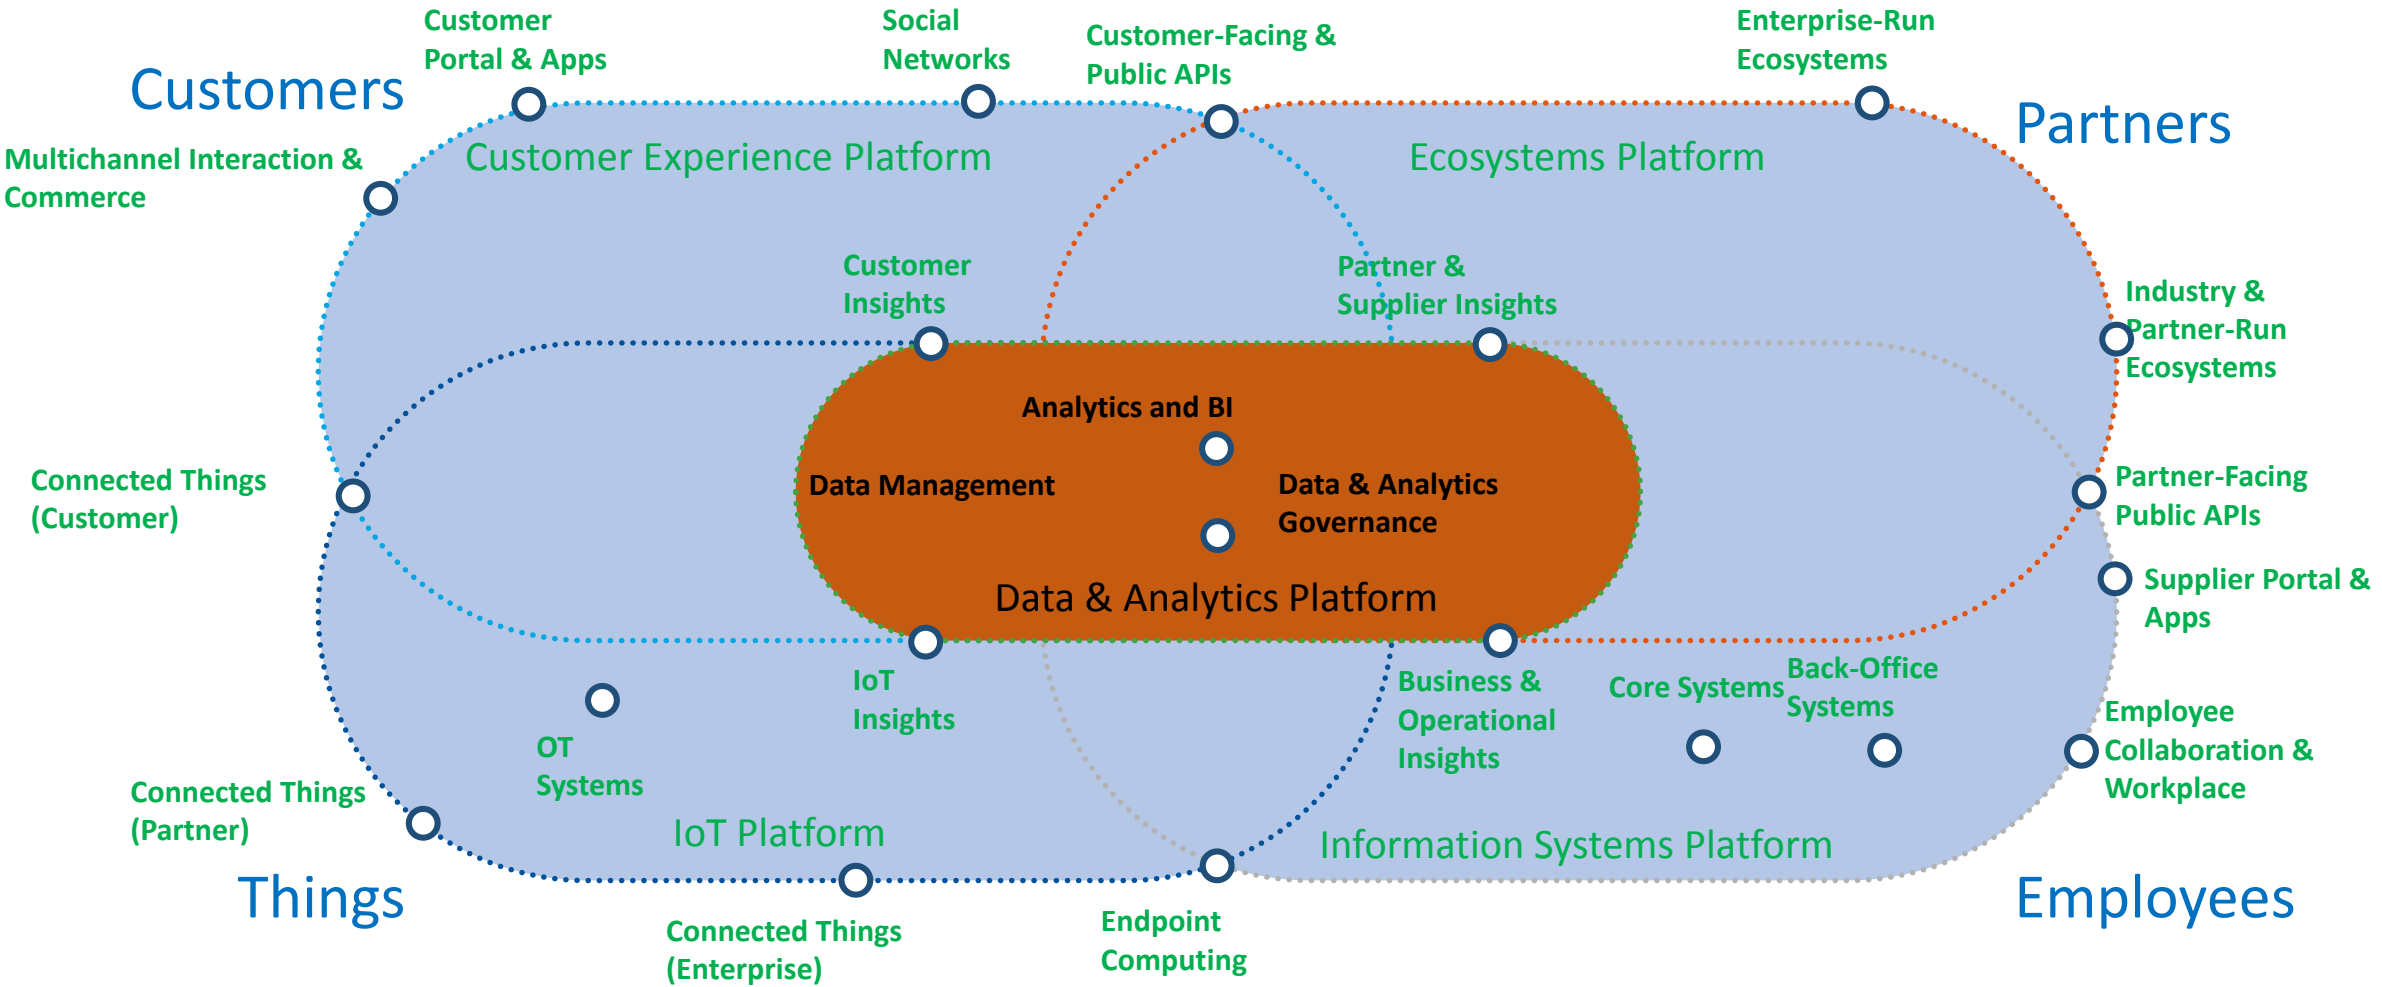 Customer
Portal & Apps
Social
Networks
Customer-Facing &
Public APIs
Enterprise-Run
Ecosystems
Customers
Partners
Multichannel Interaction &
Commerce
Customer Experience Platform
Ecosystems Platform
Customer
Insights
Partner &
Supplier Insights
Industry &
Partner-Run
Ecosystems
Analytics and BI
Connected Things
(Customer)
Data Management
Data & Analytics
Governance
Partner-Facing
Public APIs
Data & Analytics Platform
Supplier Portal &
Apps
IoT
Insights
Business &
Operational
Insights
Core Systems
Back-Office
Systems
OT
Systems
Employee
Collaboration &
Workplace
Connected Things
(Partner)
IoT Platform
Information Systems Platform
Things
Employees
Connected Things
(Enterprise)
Endpoint
Computing